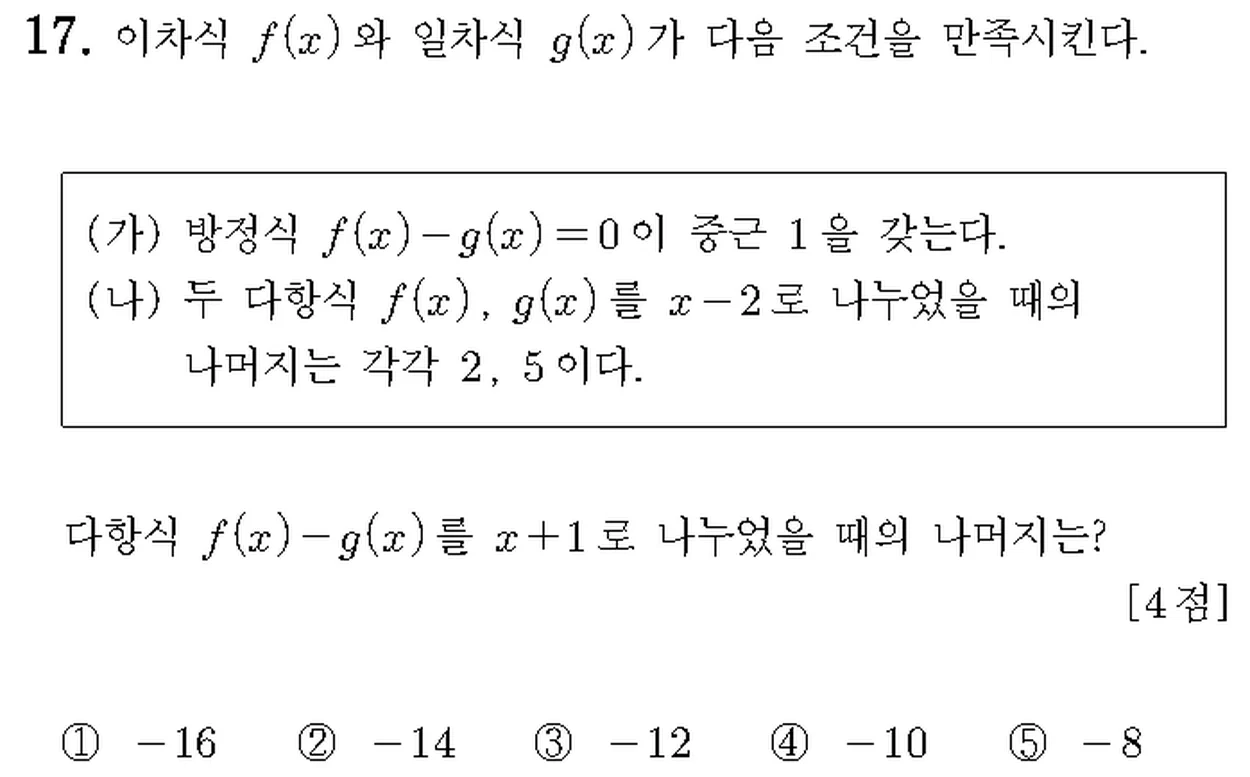 17. 이차식 f(x)와 일차식 g(x)가 다음 조건을 만족시킨다.
(가) 방정식 f(x)-g(x)=0이 중근 1을 갖는다.
(나) 두 다항식 f(x), g(x)를 x-2로 나누었을 때의
나머지는 각각 2, 5이다.
다항식 f(x)-g(x)를 x+1로 나누었을 때의 나머지는?
[4점]
① -16 ② -14 ③ -12 ④ -10 ⑤ -8